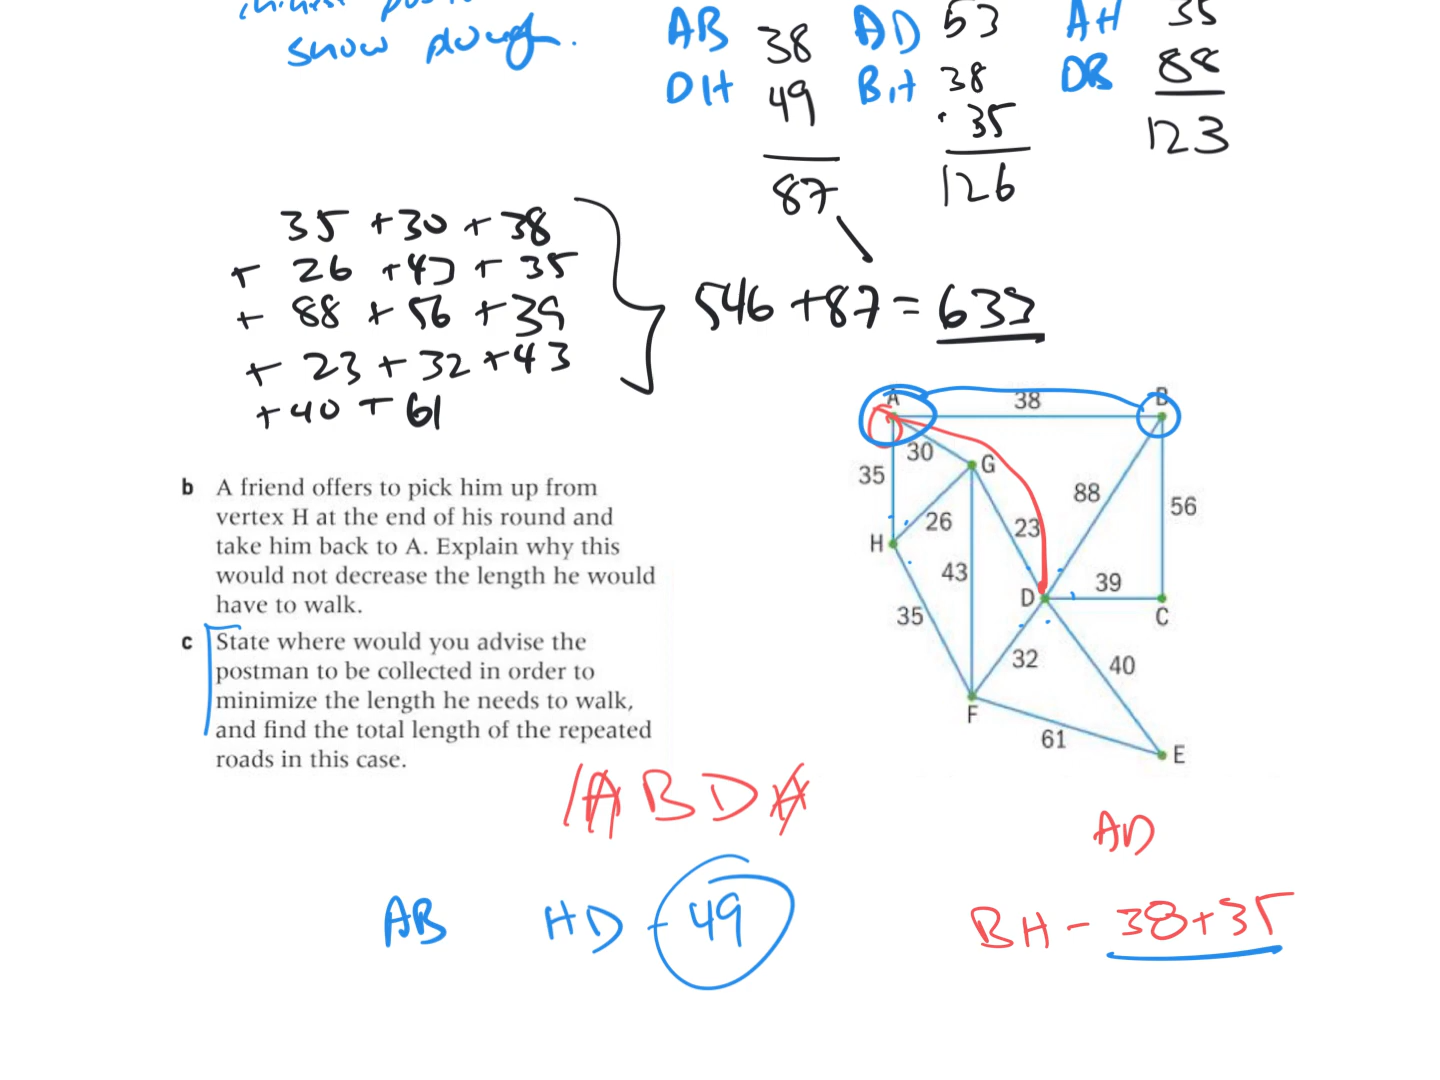 snow plough.
AB 38 AD 53 AH 35
DH 49 BH 38 DB 88
+ 35 123
87 126
35 + 30 + 38
+ 26 + 43 + 35
+ 88 + 56 + 39
+ 23 + 32 + 43
+ 40 + 61
546 + 87 = 633
A 38 B
30 G
35 88 56
26 23
H
43 39
D C
35
32 40
F
61 E
b A friend offers to pick him up from
vertex H at the end of his round and
take him back to A. Explain why this
would not decrease the length he would
have to walk.
c State where would you advise the
postman to be collected in order to
minimize the length he needs to walk,
and find the total length of the repeated
roads in this case.
A B D A
AD
AB HD - 49
BH - 38+35